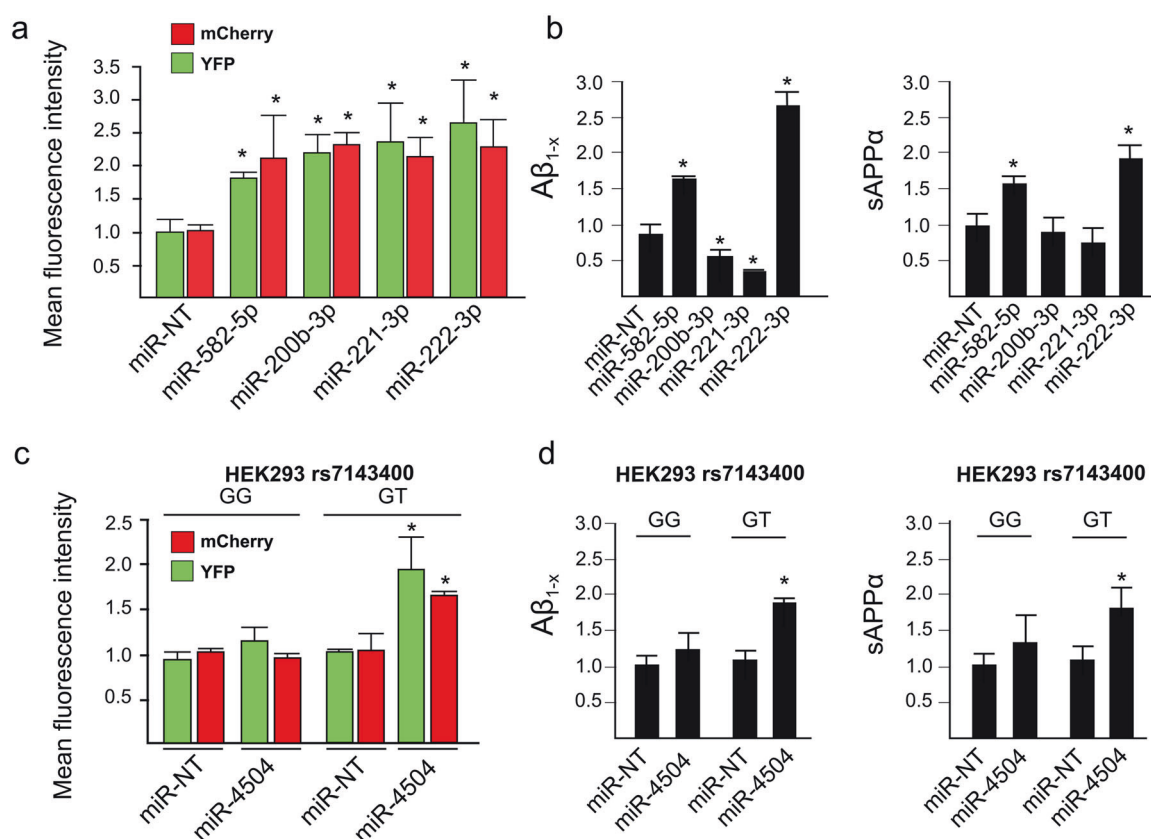 a
Mean fluorescence intensity
mCherry
YFP
3.5
3.0
2.5
2.0
1.5
1.0
0.5
* * * * * * * *
miR-NT
miR-582-5p
miR-200b-3p
miR-221-3p
miR-222-3p
b
Aβ1-x
3.0
2.5
2.0
1.5
1.0
0.5
* * * *
miR-NT
miR-582-5p
miR-200b-3p
miR-221-3p
miR-222-3p
sAPPα
3.0
2.5
2.0
1.5
1.0
0.5
* *
miR-NT
miR-582-5p
miR-200b-3p
miR-221-3p
miR-222-3p
c
HEK293 rs7143400
GG GT
Mean fluorescence intensity
mCherry
YFP
2.5
2.0
1.5
1.0
0.5
* *
miR-NT
miR-4504
miR-NT
miR-4504
d
HEK293 rs7143400
GG GT
Aβ1-x
3.0
2.5
2.0
1.5
1.0
0.5
*
miR-NT
miR-4504
miR-NT
miR-4504
HEK293 rs7143400
GG GT
sAPPα
3.0
2.5
2.0
1.5
1.0
0.5
*
miR-NT
miR-4504
miR-NT
miR-4504